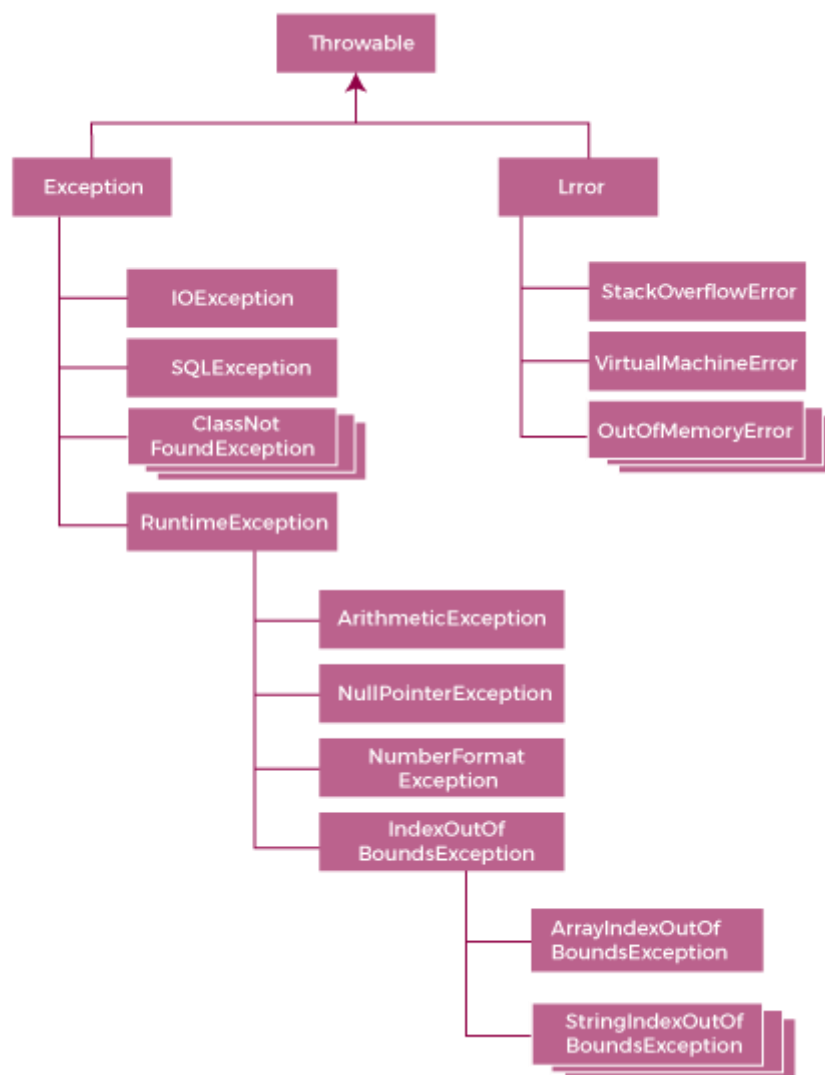 Throwable
Exception
Lrror
IOException
StackOverflowError
SQLException
VirtualMachineError
ClassNot
FoundException
OutOfMemoryError
RuntimeException
ArithmeticException
NullPointerException
NumberFormat
Exception
IndexOutOf
BoundsException
ArrayIndexOutOf
BoundsException
StringIndexOutOf
BoundsException